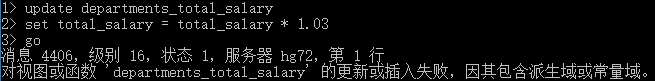 1> update departments_total_salary
2> set total_salary = total_salary * 1.03
3> go
消息 4406，级别 16，状态 1，服务器 hg72，第 1 行
对视图或函数 'departments_total_salary' 的更新或插入失败，因其包含派生域或常量域。